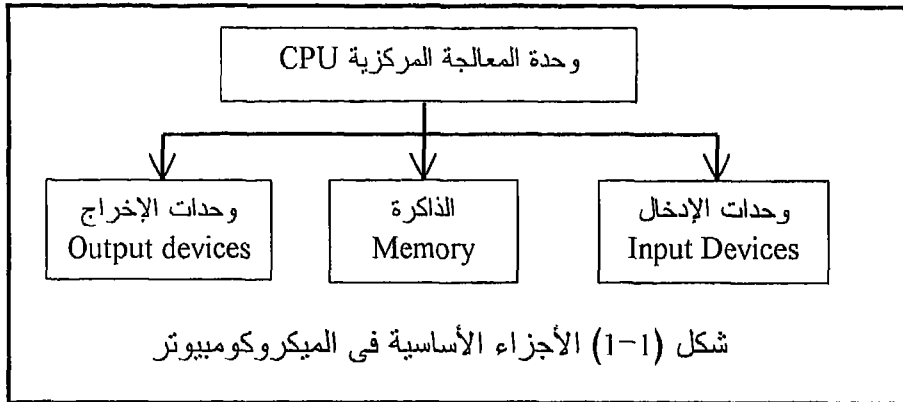 وحدة المعالجة المركزية CPU
وحدات الإدخال
Input Devices
الذاكرة
Memory
وحدات الإخراج
Output devices
شكل (1-1) الأجزاء الأساسية فى الميكروكومبيوتر